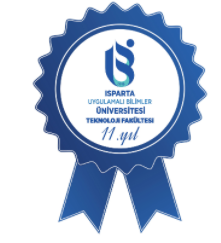 ISPARTA
UYGULAMALI BİLİMLER
ÜNİVERSİTESİ
TEKNOLOJİ FAKÜLTESİ
11.yıl